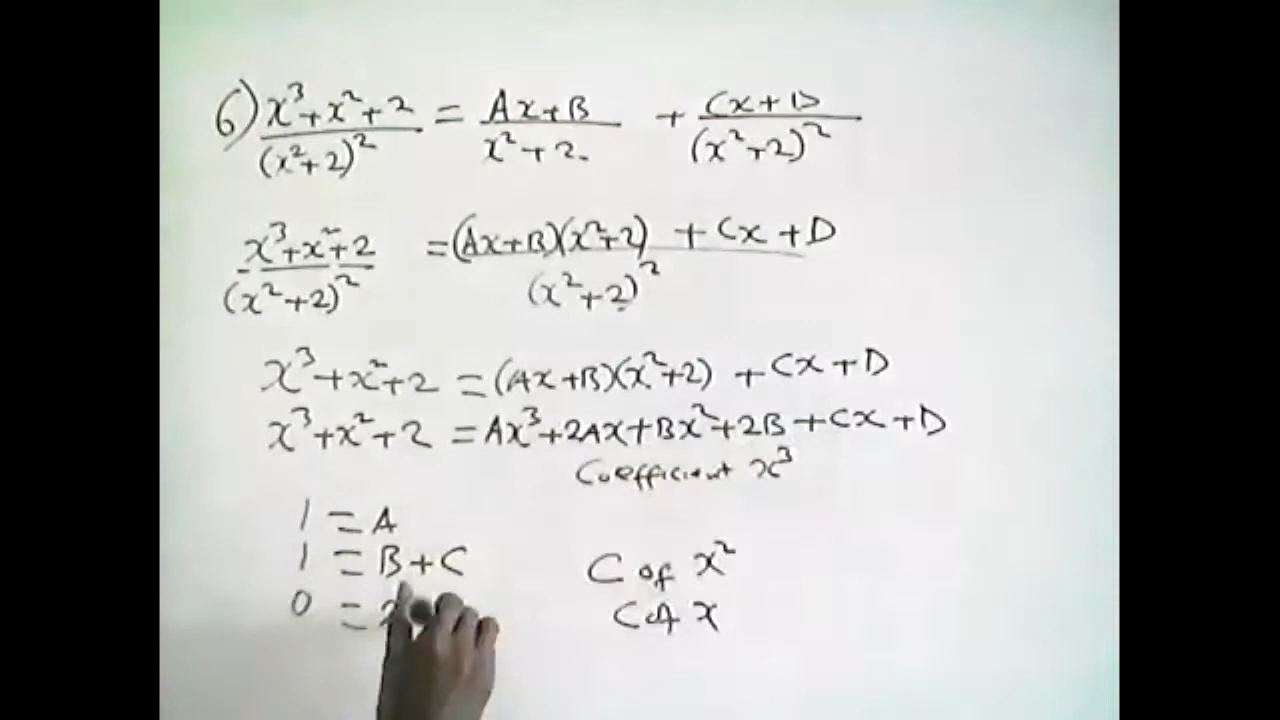 6) x³+x²+2/(x²+2)² = Ax+B/x²+2. + Cx+D/(x²+2)²
x³+x²+2/(x²+2)² = (Ax+B)(x²+2) + Cx+D/(x²+2)²
x³+x²+2 = (Ax+B)(x²+2) + Cx+D
x³+x²+2 = Ax³+2Ax+Bx²+2B+Cx+D
Coefficient x³
1 = A
1 = B+C C of x²
0 = 2 C of x